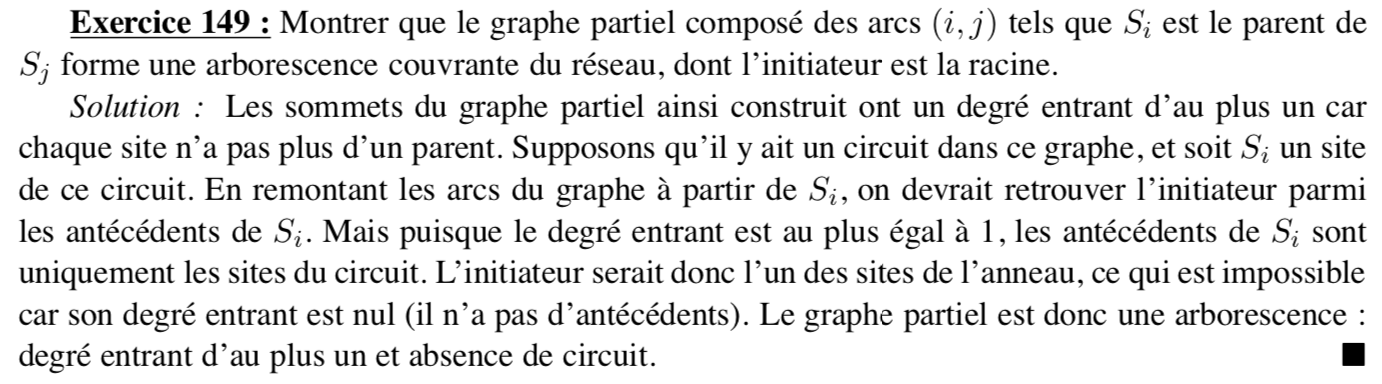 Exercice 149 : Montrer que le graphe partiel composé des arcs (i, j) tels que Sᵢ est le parent de
Sⱼ forme une arborescence couvrante du réseau, dont l'initiateur est la racine.
Solution : Les sommets du graphe partiel ainsi construit ont un degré entrant d'au plus un car
chaque site n'a pas plus d'un parent. Supposons qu'il y ait un circuit dans ce graphe, et soit Sᵢ un site
de ce circuit. En remontant les arcs du graphe à partir de Sᵢ, on devrait retrouver l'initiateur parmi
les antécédents de Sᵢ. Mais puisque le degré entrant est au plus égal à 1, les antécédents de Sᵢ sont
uniquement les sites du circuit. L'initiateur serait donc l'un des sites de l'anneau, ce qui est impossible
car son degré entrant est nul (il n'a pas d'antécédents). Le graphe partiel est donc une arborescence :
degré entrant d'au plus un et absence de circuit. ■